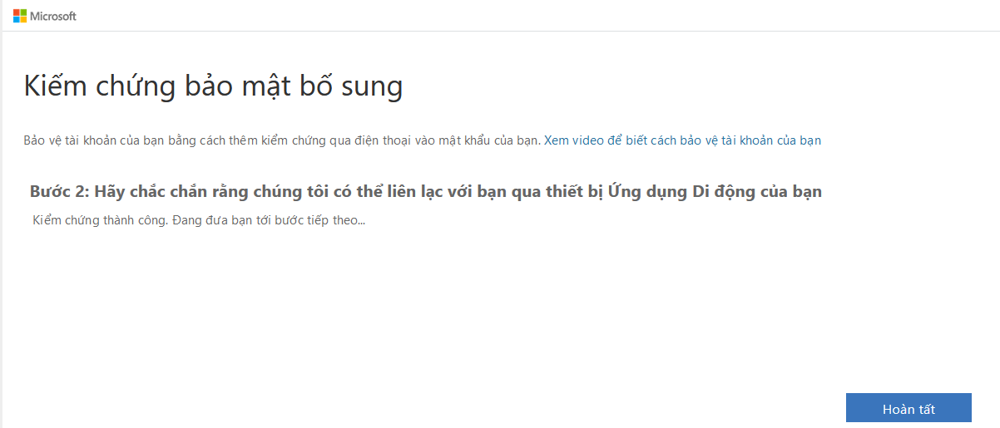 Microsoft
Kiểm chứng bảo mật bổ sung
Bảo vệ tài khoản của bạn bằng cách thêm kiểm chứng qua điện thoại vào mật khẩu của bạn. Xem video để biết cách bảo vệ tài khoản của bạn
Bước 2: Hãy chắc chắn rằng chúng tôi có thể liên lạc với bạn qua thiết bị Ứng dụng Di động của bạn
Kiểm chứng thành công. Đang đưa bạn tới bước tiếp theo...
Hoàn tất